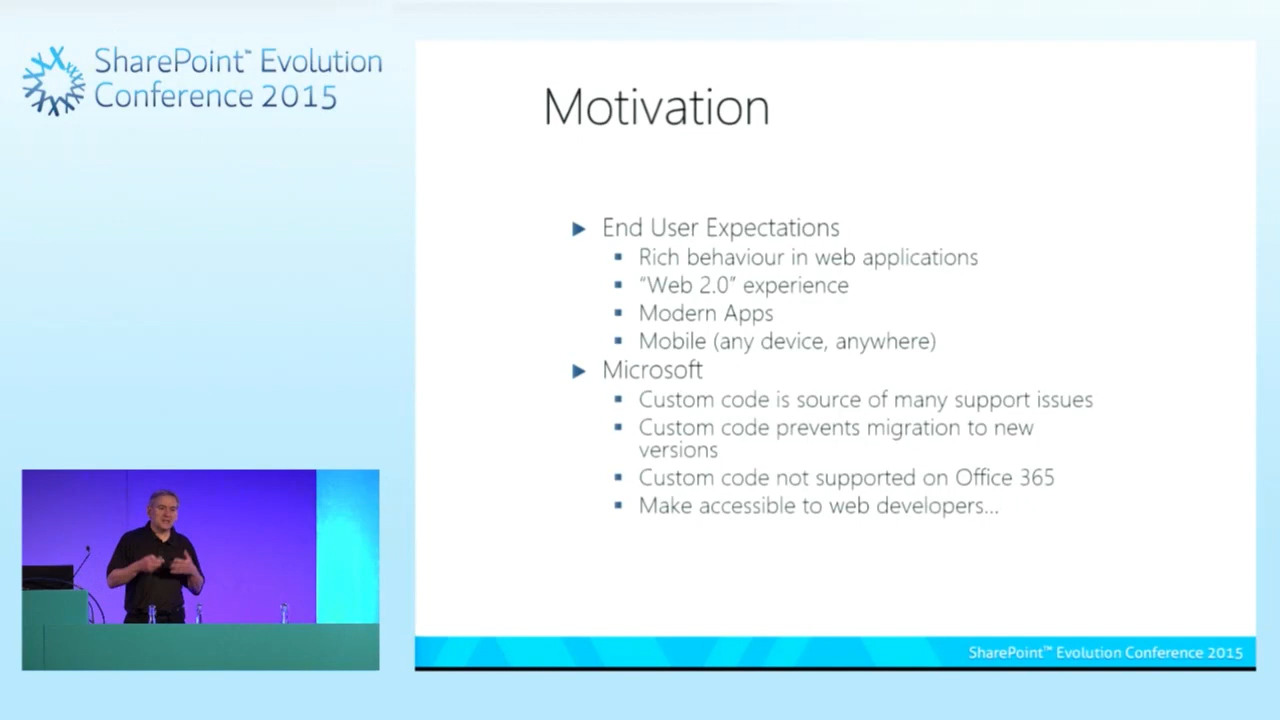 SharePoint™ Evolution
Conference 2015
Motivation
End User Expectations
Rich behaviour in web applications
“Web 2.0” experience
Modern Apps
Mobile (any device, anywhere)
Microsoft
Custom code is source of many support issues
Custom code prevents migration to new
versions
Custom code not supported on Office 365
Make accessible to web developers...
SharePoint™ Evolution Conference 2015